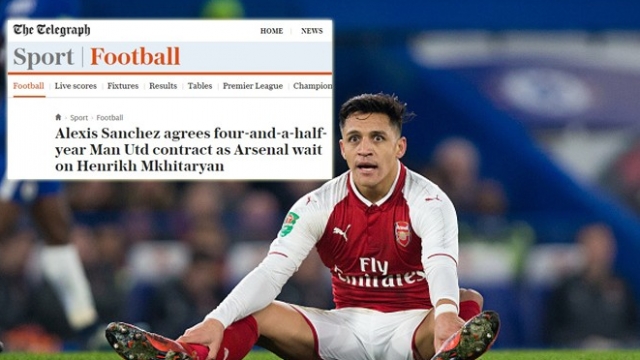 The Telegraph
HOME
NEWS
Sport | Football
Football
Live scores
Fixtures
Results
Tables
Premier League
Champion
Sport
Football
Alexis Sanchez agrees four-and-a-half-
year Man Utd contract as Arsenal wait
on Henrikh Mkhitaryan
Arsenal
Fly
Emirates